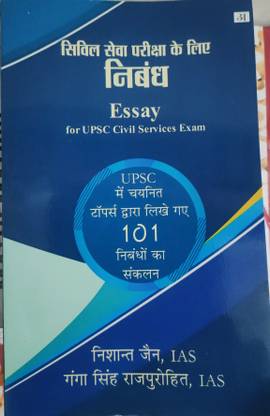 सिविल सेवा परीक्षा के लिए
निबंध
Essay
for UPSC Civil Services Exam
UPSC
में चयनित
टॉपर्स द्वारा लिखे गए
101
निबंधों का
संकलन
निशान्त जैन, IAS
गंगा सिंह राजपुरोहित, IAS